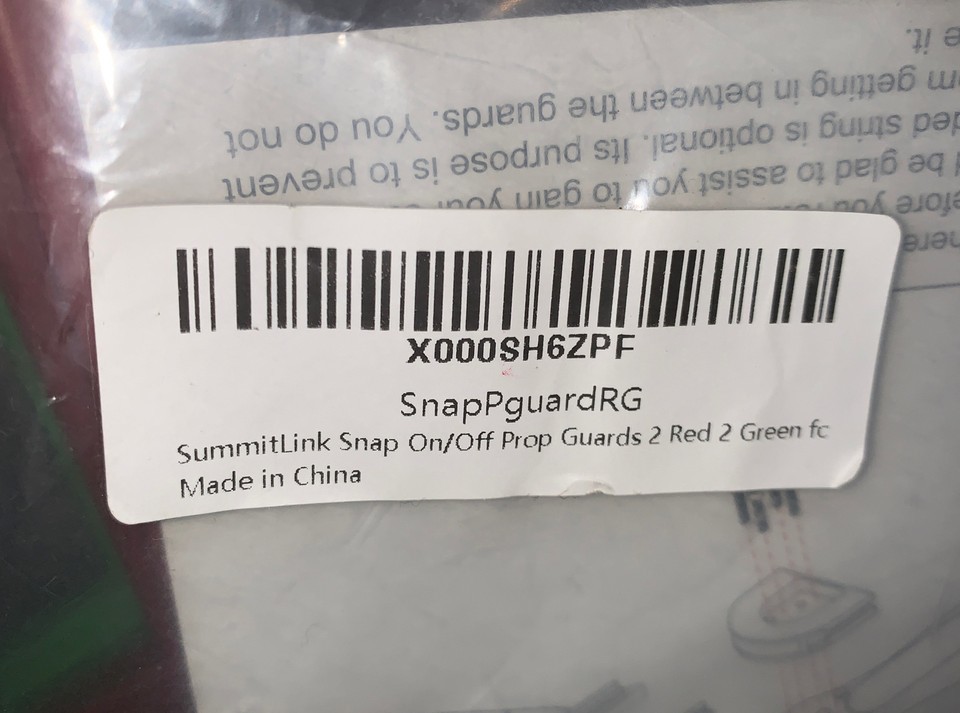 X000SH6ZPF
SnapPguardRG
SummitLink Snap On/Off Prop Guards 2 Red 2 Green fc
Made in China
efore you
be glad to assist you to gain your
ded string is optional. Its purpose is to prevent
m getting in between the guards. You do not
e it.